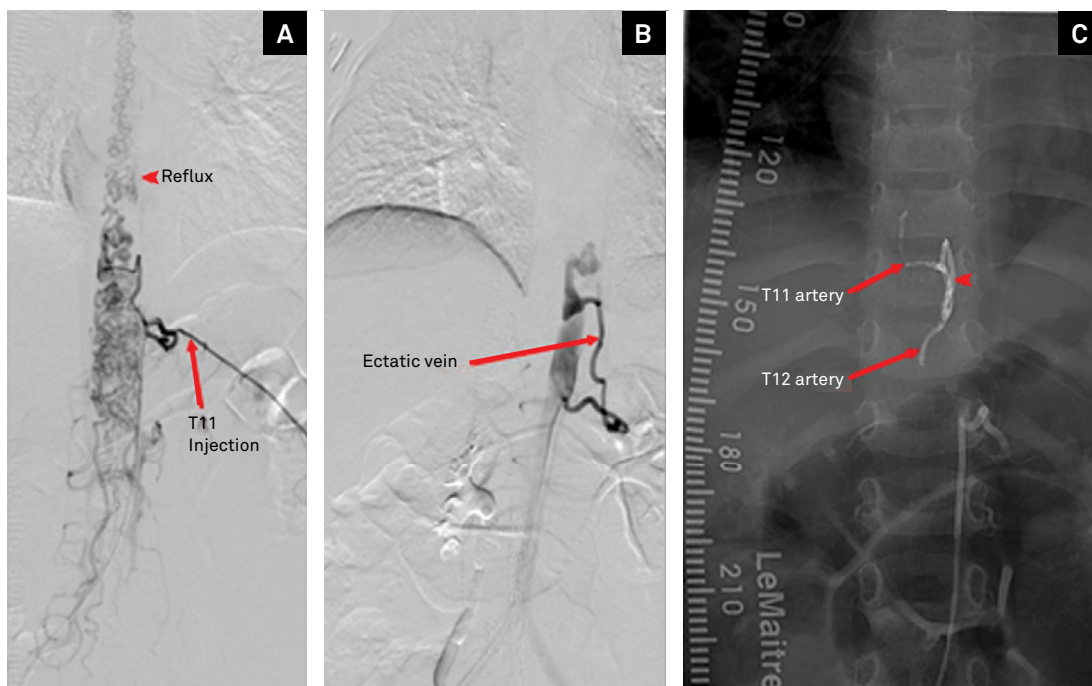 A
Reflux
T11
Injection
B
Ectatic vein
C
120
T11 artery
150
T12 artery
180
LeMaitre
210